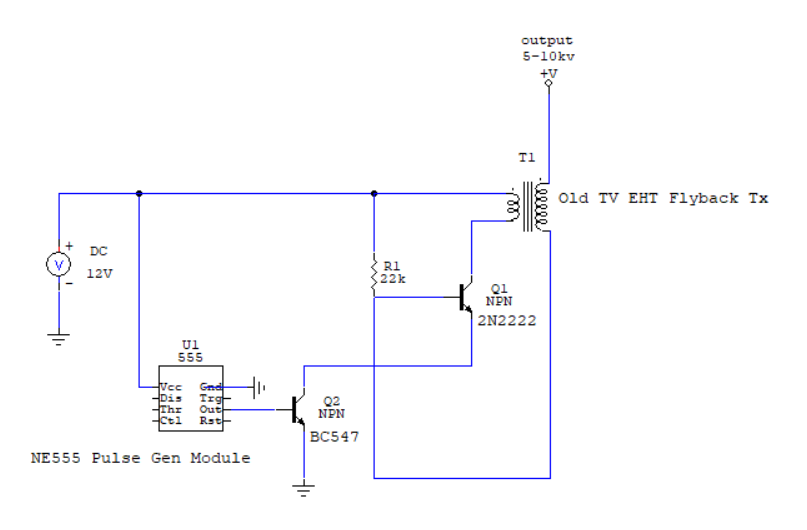 output
5-10kv
+V
T1
Old TV EHT Flyback Tx
+
DC
V
12V
-
R1
22k
Q1
NPN
2N2222
U1
555
Vcc Gnd
Dis Trg
Thr Out
Ctl Rst
Q2
NPN
BC547
NE555 Pulse Gen Module